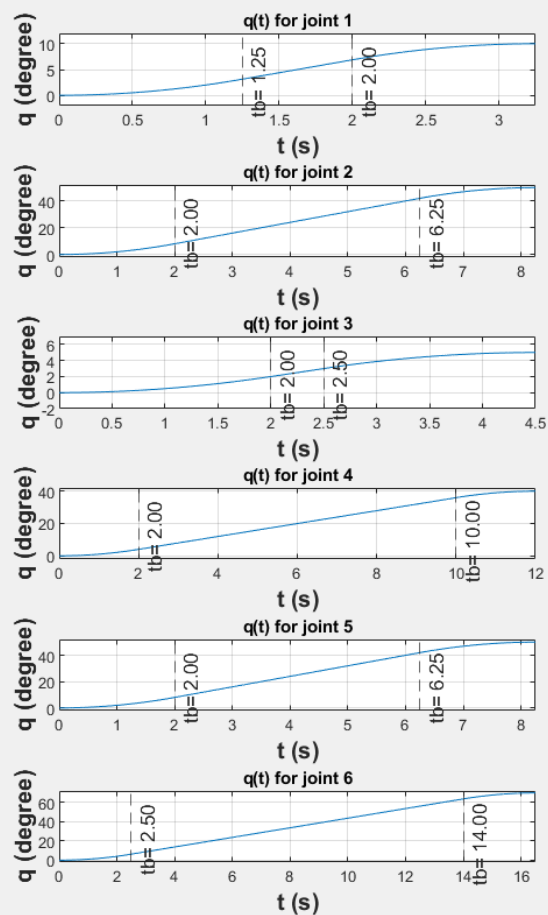 q(t) for joint 1
q (degree)
10
5
0
tb= 1.25
tb= 2.00
0 0.5 1 1.5 2 2.5 3
t (s)
q(t) for joint 2
q (degree)
40
20
0
tb= 2.00
tb= 6.25
0 1 2 3 4 5 6 7 8
t (s)
q(t) for joint 3
q (degree)
6
4
2
0
-2
tb= 2.00
tb= 2.50
0 0.5 1 1.5 2 2.5 3 3.5 4 4.5
t (s)
q(t) for joint 4
q (degree)
40
20
0
tb= 2.00
tb= 10.00
0 2 4 6 8 10 12
t (s)
q(t) for joint 5
q (degree)
40
20
0
tb= 2.00
tb= 6.25
0 1 2 3 4 5 6 7 8
t (s)
q(t) for joint 6
q (degree)
60
40
20
0
tb= 2.50
tb= 14.00
0 2 4 6 8 10 12 14 16
t (s)